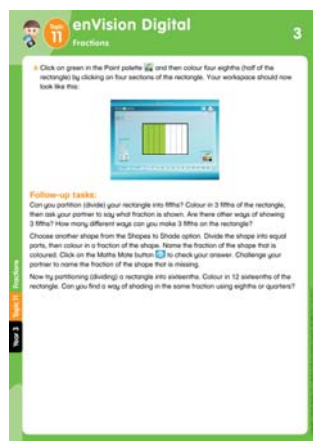 Topic
11
enVision Digital
3
Fractions
Click on green in the Paint palette and then colour four eighths (half of the
rectangle) by clicking on four sections of the rectangle. Your workspace should now
look like this:
Follow-up tasks:
Can you partition (divide) your rectangle into fifths? Colour in 3 fifths of the rectangle,
then ask your partner to say what fraction is shown. Are there other ways of showing
3 fifths? How many different ways can you make 3 fifths on the rectangle?
Choose another shape from the Shapes to Shade option. Divide the shape into equal
parts, then colour in a fraction of the shape. Name the fraction of the shape that is
coloured. Click on the Maths Mate button to check your answer. Challenge your
partner to name the fraction of the shape that is missing.
Now try partitioning (dividing) a rectangle into sixteenths. Colour in 12 sixteenths of the
rectangle. Can you find a way of shading in the same fraction using eighths or quarters?
Year 3 Topic 11 Fractions